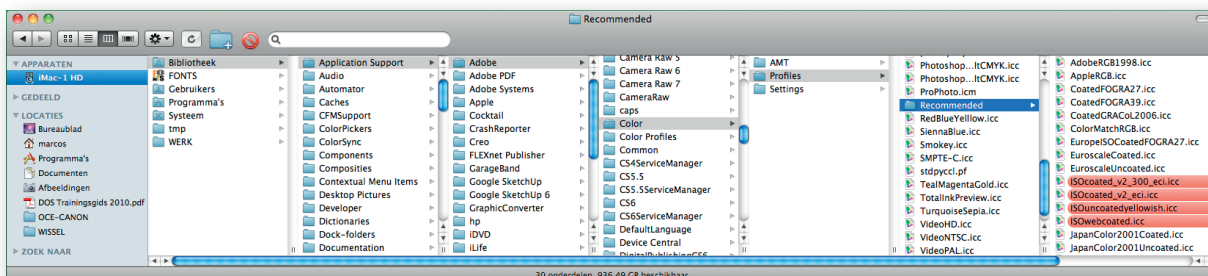 Recommended
APPARATEN
iMac-1 HD
GEDEELD
LOCATIES
Bureaublad
marcos
Programma's
Documenten
Afbeeldingen
DOS Trainingsgids 2010.pdf
OCE-CANON
WISSEL
ZOEK NAAR
Bibliotheek
FONTS
Gebruikers
Programma's
Systeem
tmp
WERK
Application Support
Audio
Automator
Caches
CFMSupport
ColorPickers
ColorSync
Components
Composities
Contextual Menu Items
Desktop Pictures
Developer
Dictionaries
Dock-folders
Documentation
Adobe
Adobe PDF
Adobe Systems
Apple
Cocktail
CrashReporter
Creo
FLEXnet Publisher
GarageBand
Google SketchUp
Google SketchUp 6
GraphicConverter
hp
iDVD
iLife
Camera Raw 5
Camera Raw 6
Camera Raw 7
CameraRaw
caps
Color
Color Profiles
Common
CS4ServiceManager
CS5.5
CS5.5ServiceManager
CS6
CS6ServiceManager
DefaultLanguage
Device Central
DigitalPublishingCS6
AMT
Profiles
Settings
Photoshop...ltCMYK.icc
Photoshop...ltCMYK.icc
ProPhoto.icm
Recommended
RedBlueYelllow.icc
SiennaBlue.icc
Smokey.icc
SMPTE-C.icc
stdpyccl.pf
TealMagentaGold.icc
TotalInkPreview.icc
TurquoiseSepia.icc
VideoHD.icc
VideoNTSC.icc
VideoPAL.icc
AdobeRGB1998.icc
AppleRGB.icc
CoatedFOGRA27.icc
CoatedFOGRA39.icc
CoatedGRACoL2006.icc
ColorMatchRGB.icc
EuropeISOCoatedFOGRA27.icc
EuroscaleCoated.icc
EuroscaleUncoated.icc
ISOcoated_v2_300_eci.icc
ISOcoated_v2_eci.icc
ISOuncoatedyellowish.icc
ISOwebcoated.icc
JapanColor2001Coated.icc
JapanColor2001Uncoated.icc
30 onderdelen, 936,49 GB beschikbaar